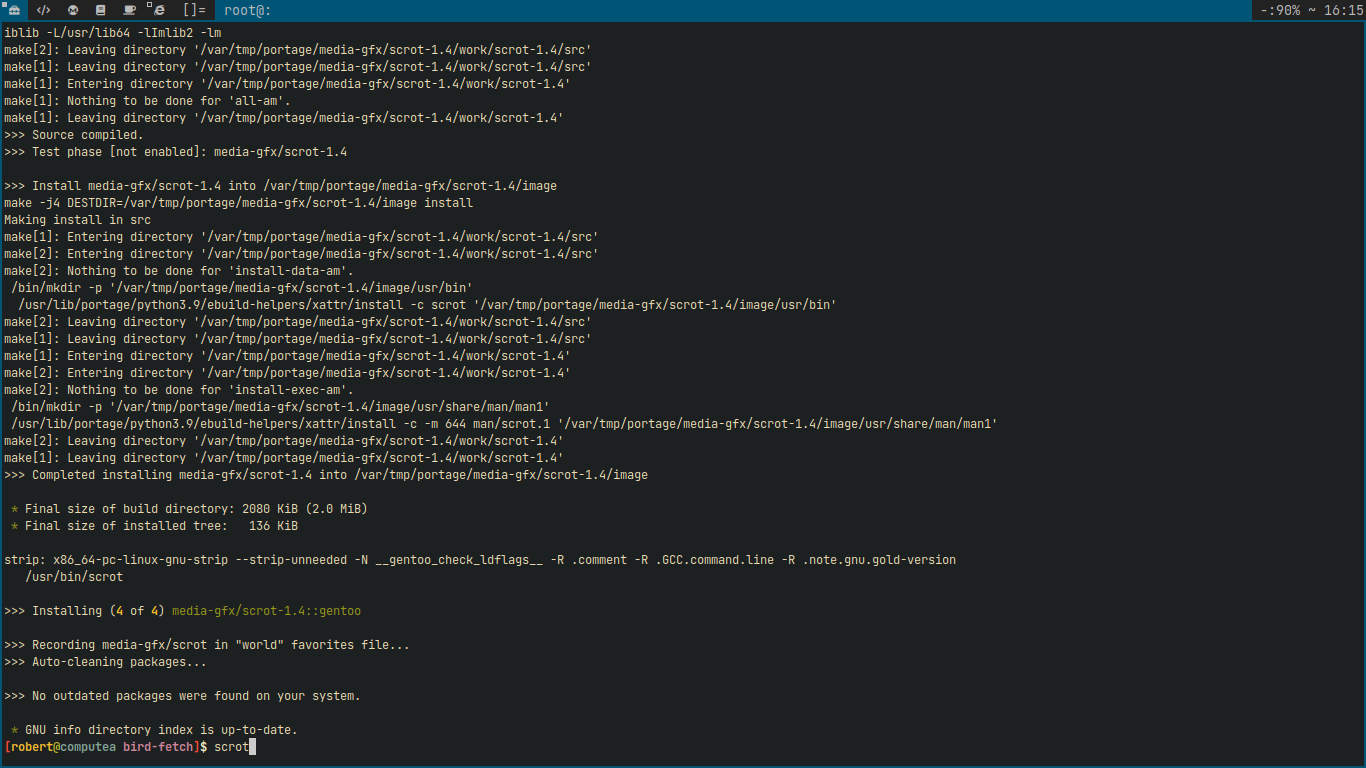 </> []= root@: -:90% ~ 16:15
iblib -L/usr/lib64 -lImlib2 -lm
make[2]: Leaving directory '/var/tmp/portage/media-gfx/scrot-1.4/work/scrot-1.4/src'
make[1]: Leaving directory '/var/tmp/portage/media-gfx/scrot-1.4/work/scrot-1.4/src'
make[1]: Entering directory '/var/tmp/portage/media-gfx/scrot-1.4/work/scrot-1.4'
make[1]: Nothing to be done for 'all-am'.
make[1]: Leaving directory '/var/tmp/portage/media-gfx/scrot-1.4/work/scrot-1.4'
>>> Source compiled.
>>> Test phase [not enabled]: media-gfx/scrot-1.4

>>> Install media-gfx/scrot-1.4 into /var/tmp/portage/media-gfx/scrot-1.4/image
make -j4 DESTDIR=/var/tmp/portage/media-gfx/scrot-1.4/image install
Making install in src
make[1]: Entering directory '/var/tmp/portage/media-gfx/scrot-1.4/work/scrot-1.4/src'
make[2]: Entering directory '/var/tmp/portage/media-gfx/scrot-1.4/work/scrot-1.4/src'
make[2]: Nothing to be done for 'install-data-am'.
 /bin/mkdir -p '/var/tmp/portage/media-gfx/scrot-1.4/image/usr/bin'
  /usr/lib/portage/python3.9/ebuild-helpers/xattr/install -c scrot '/var/tmp/portage/media-gfx/scrot-1.4/image/usr/bin'
make[2]: Leaving directory '/var/tmp/portage/media-gfx/scrot-1.4/work/scrot-1.4/src'
make[1]: Leaving directory '/var/tmp/portage/media-gfx/scrot-1.4/work/scrot-1.4/src'
make[1]: Entering directory '/var/tmp/portage/media-gfx/scrot-1.4/work/scrot-1.4'
make[2]: Entering directory '/var/tmp/portage/media-gfx/scrot-1.4/work/scrot-1.4'
make[2]: Nothing to be done for 'install-exec-am'.
 /bin/mkdir -p '/var/tmp/portage/media-gfx/scrot-1.4/image/usr/share/man/man1'
 /usr/lib/portage/python3.9/ebuild-helpers/xattr/install -c -m 644 man/scrot.1 '/var/tmp/portage/media-gfx/scrot-1.4/image/usr/share/man/man1'
make[2]: Leaving directory '/var/tmp/portage/media-gfx/scrot-1.4/work/scrot-1.4'
make[1]: Leaving directory '/var/tmp/portage/media-gfx/scrot-1.4/work/scrot-1.4'
>>> Completed installing media-gfx/scrot-1.4 into /var/tmp/portage/media-gfx/scrot-1.4/image

 * Final size of build directory: 2080 KiB (2.0 MiB)
 * Final size of installed tree:   136 KiB

strip: x86_64-pc-linux-gnu-strip --strip-unneeded -N __gentoo_check_ldflags__ -R .comment -R .GCC.command.line -R .note.gnu.gold-version
   /usr/bin/scrot

>>> Installing (4 of 4) media-gfx/scrot-1.4::gentoo

>>> Recording media-gfx/scrot in "world" favorites file...
>>> Auto-cleaning packages...

>>> No outdated packages were found on your system.

 * GNU info directory index is up-to-date.
[robert@computea bird-fetch]$ scrot